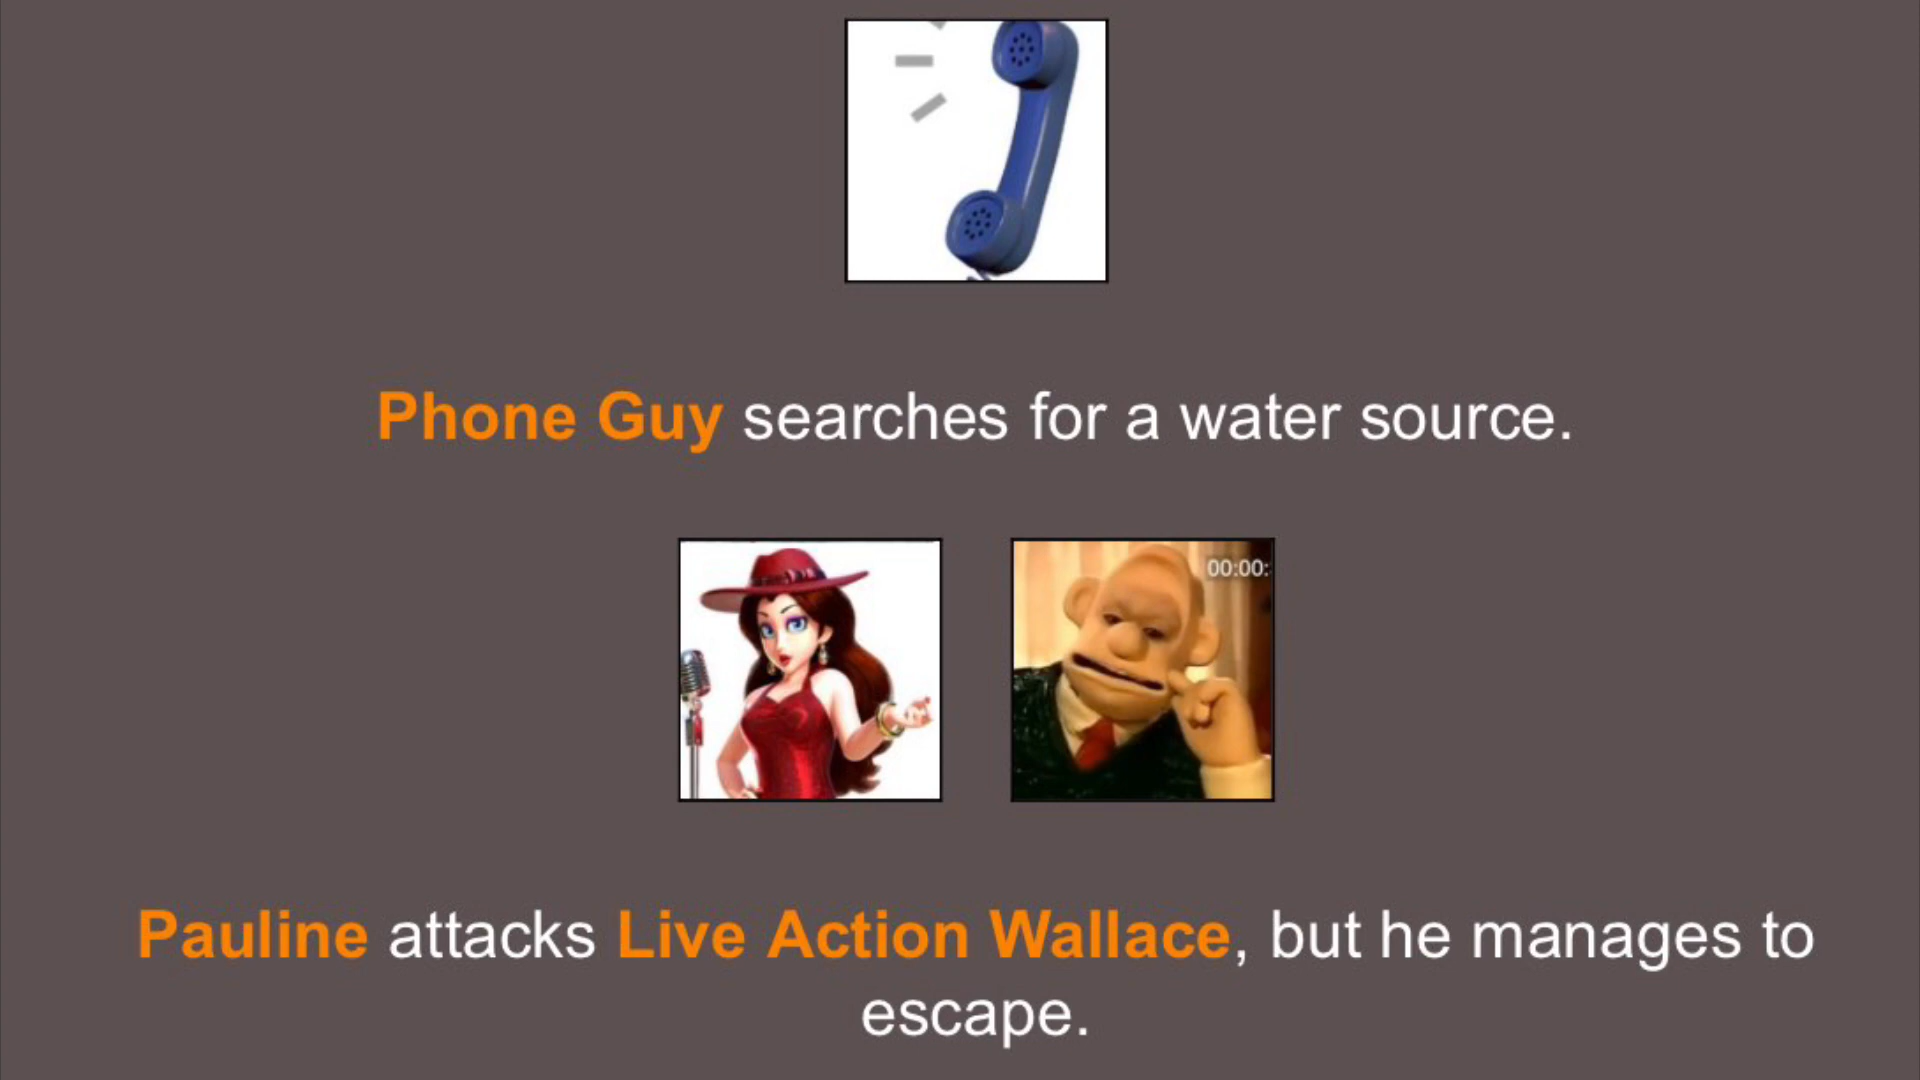 Phone Guy searches for a water source.
00:00:
Pauline attacks Live Action Wallace, but he manages to
escape.